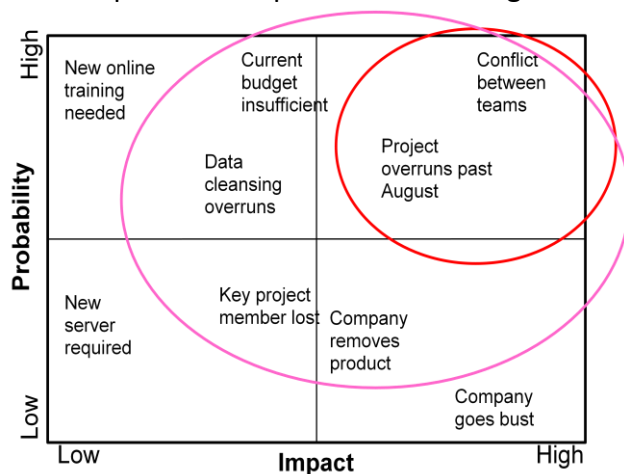 High
New online
training
needed
Current
budget
insufficient
Conflict
between
teams
Data
cleansing
overruns
Project
overruns past
August
Probability
New
server
required
Key project
member lost
Company
removes
product
Company
goes bust
Low
Low
Impact
High